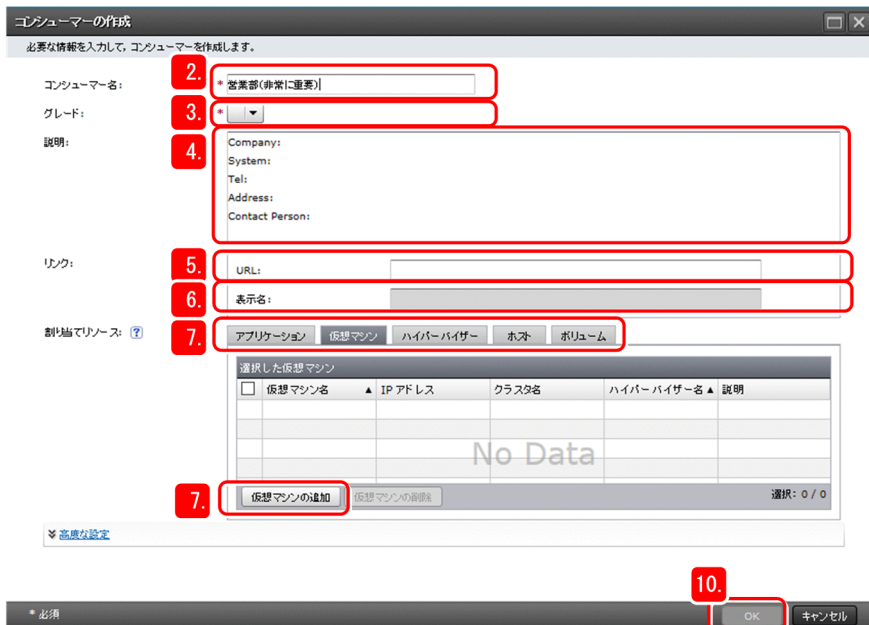 コンシューマーの作成
必要な情報を入力して, コンシューマーを作成します。
コンシューマー名:
2.
* 営業部(非常に重要)
グレード:
3.
*
説明:
4.
Company:
System:
Tel:
Address:
Contact Person:
リンク:
5.
URL:
6.
表示名:
割り当てリソース: ?
7.
アプリケーション 仮想マシン ハイパーバイザー ホスト ボリューム
選択した仮想マシン
仮想マシン名 ▲ IP アドレス クラスタ名 ハイパーバイザー名 ▲ 説明
No Data
7.
仮想マシンの追加 仮想マシンの削除 選択: 0 / 0
高度な設定
10.
* 必須 OK キャンセル